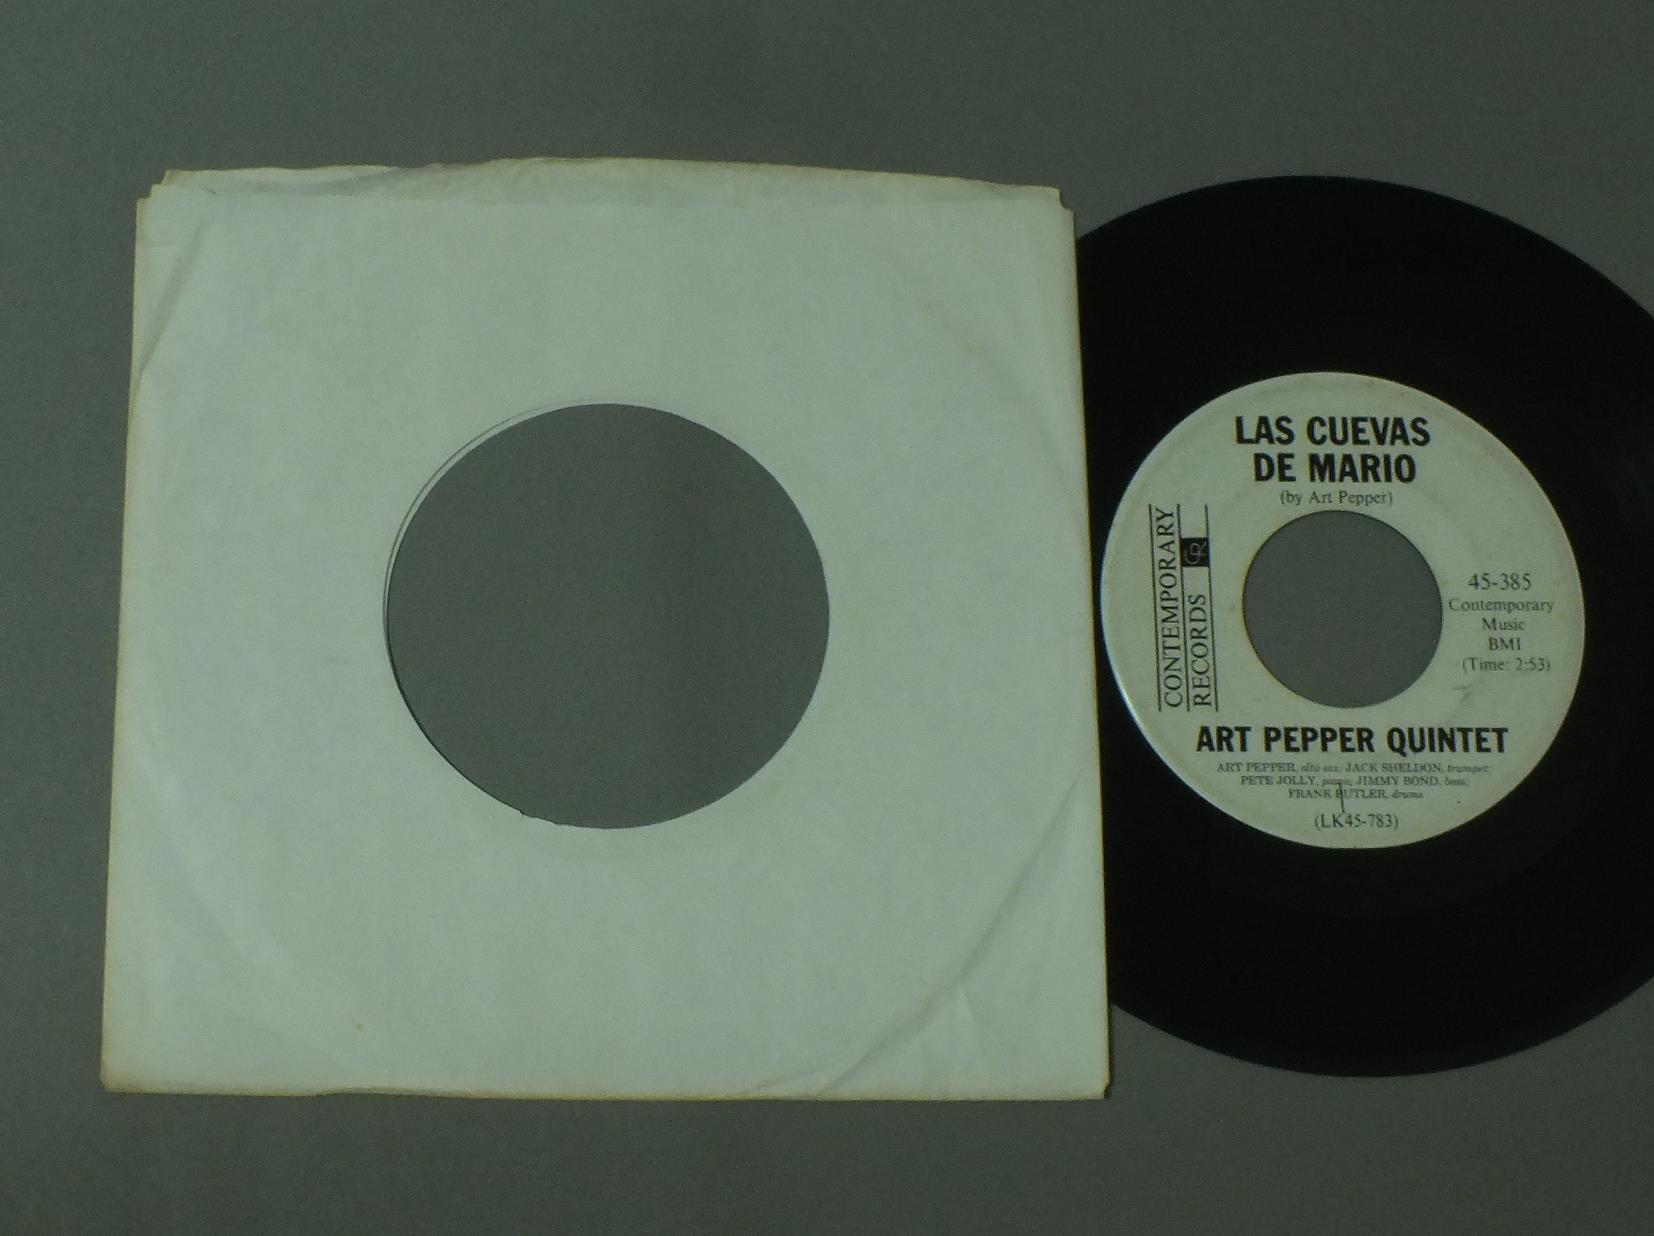 LAS CUEVAS
DE MARIO
(by Art Pepper)
CONTEMPORARY
RECORDS CR
45-385
Contemporary
Music
BMI
(Time: 2:53)
ART PEPPER QUINTET
ART PEPPER, alto sax; JACK SHELDON, trumpet;
PETE JOLLY, piano; JIMMY BOND, bass;
FRANK BUTLER, drums
(LK45-783)